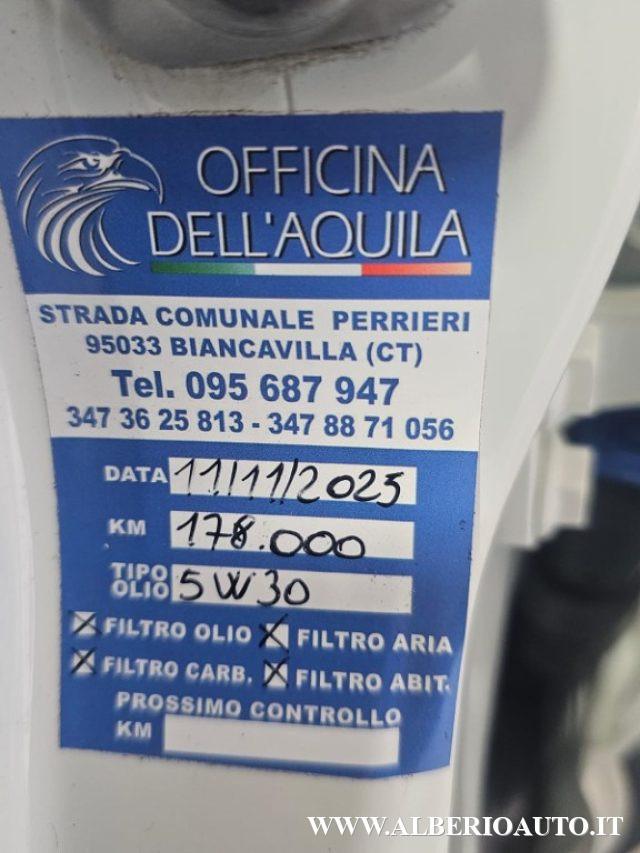 OFFICINA
DELL'AQUILA
STRADA COMUNALE PERRIERI
95033 BIANCAVILLA (CT)
Tel. 095 687 947
347 36 25 813 - 347 88 71 056
DATA 11/11/2025
KM 178.000
TIPO OLIO 5W30
FILTRO OLIO FILTRO ARIA
FILTRO CARB. FILTRO ABIT.
PROSSIMO CONTROLLO
KM
WWW.ALBERIOAUTO.IT